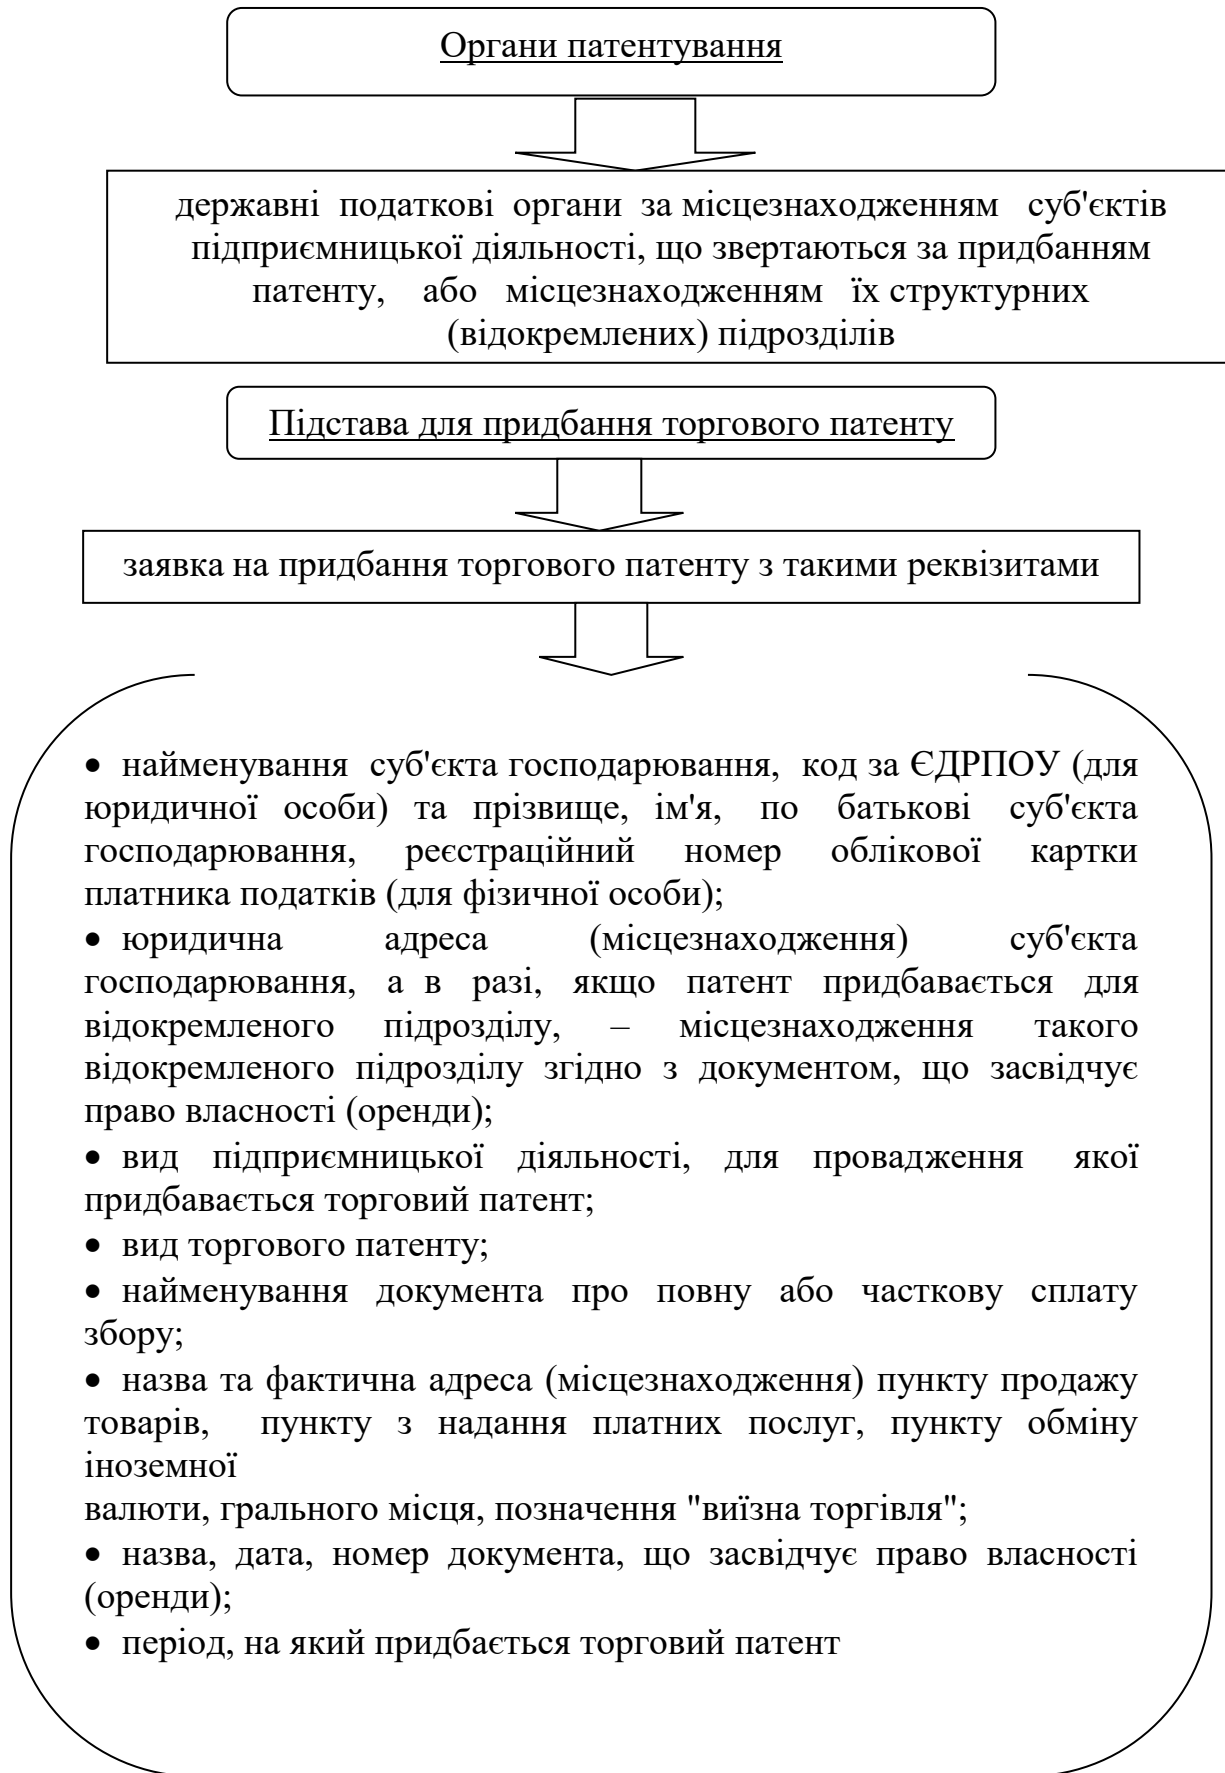 Органи патентування
державні податкові органи за місцезнаходженням суб'єктів
підприємницької діяльності, що звертаються за придбанням
патенту, або місцезнаходженням їх структурних
(відокремлених) підрозділів
Підстава для придбання торгового патенту
заявка на придбання торгового патенту з такими реквізитами
• найменування суб'єкта господарювання, код за ЄДРПОУ (для
юридичної особи) та прізвище, ім'я, по батькові суб'єкта
господарювання, реєстраційний номер облікової картки
платника податків (для фізичної особи);
• юридична адреса (місцезнаходження) суб'єкта
господарювання, а в разі, якщо патент придбавається для
відокремленого підрозділу, – місцезнаходження такого
відокремленого підрозділу згідно з документом, що засвідчує
право власності (оренди);
• вид підприємницької діяльності, для провадження якої
придбавається торговий патент;
• вид торгового патенту;
• найменування документа про повну або часткову сплату
збору;
• назва та фактична адреса (місцезнаходження) пункту продажу
товарів, пункту з надання платних послуг, пункту обміну
іноземної
валюти, грального місця, позначення "виїзна торгівля";
• назва, дата, номер документа, що засвідчує право власності
(оренди);
• період, на який придбається торговий патент